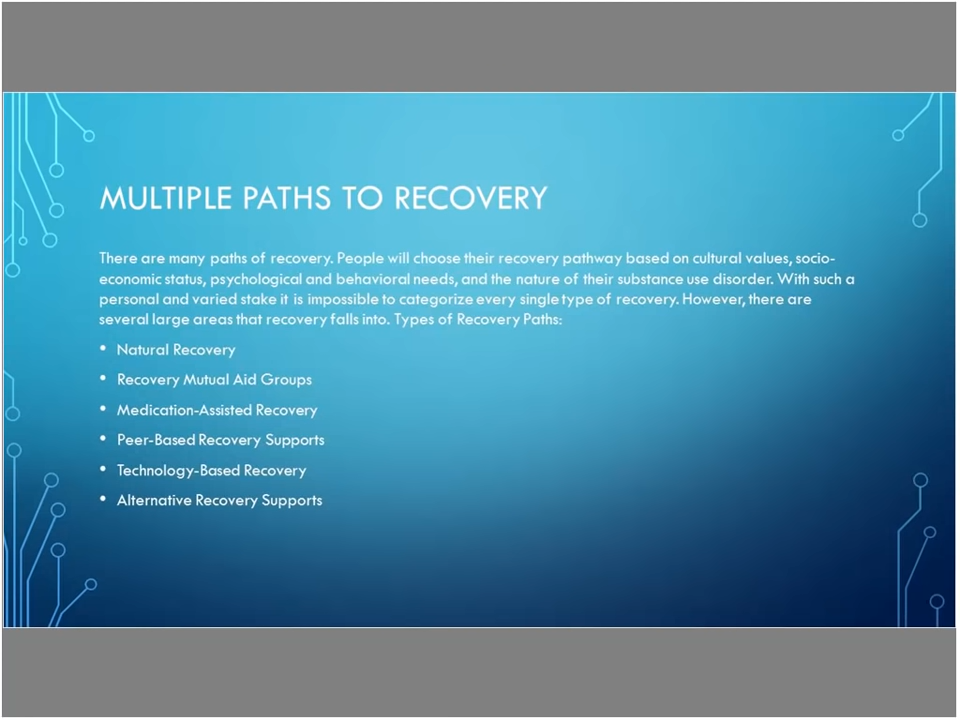 MULTIPLE PATHS TO RECOVERY
There are many paths of recovery. People will choose their recovery pathway based on cultural values, socio-
economic status, psychological and behavioral needs, and the nature of their substance use disorder. With such a
personal and varied stake it is impossible to categorize every single type of recovery. However, there are
several large areas that recovery falls into. Types of Recovery Paths:
• Natural Recovery
• Recovery Mutual Aid Groups
• Medication-Assisted Recovery
• Peer-Based Recovery Supports
• Technology-Based Recovery
• Alternative Recovery Supports